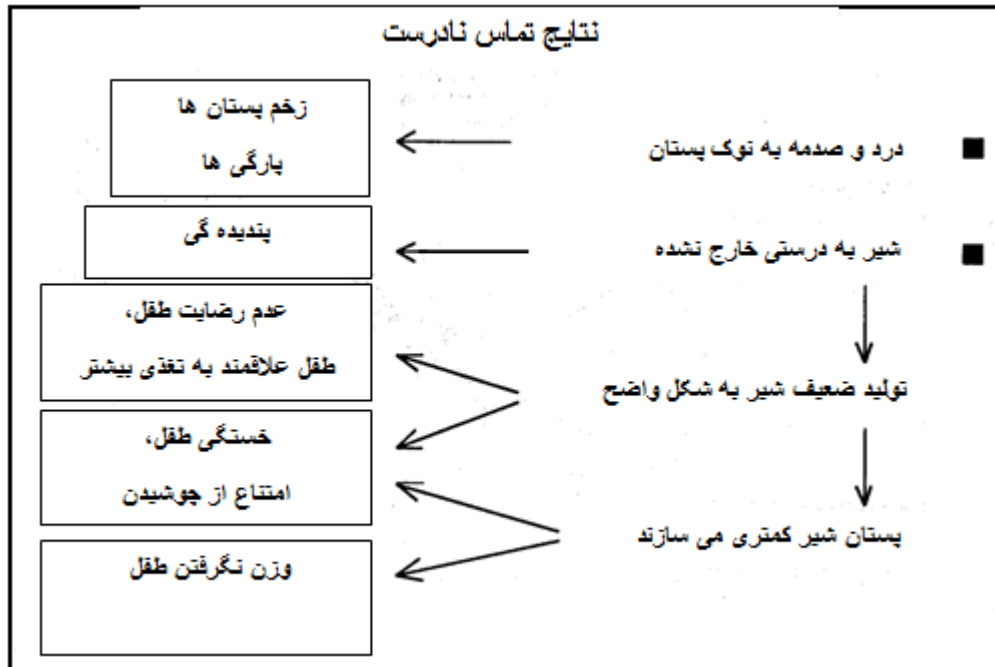 نتایج تماس نادرست
درد و صدمه به نوک پستان
زخم پستان ها
پارگی ها
شیر به درستی خارج نشده
پندیده گی
تولید ضعیف شیر به شکل واضح
عدم رضایت طفل،
طفل علاقمند به تغذی بیشتر
خستگی طفل،
امتناع از چوشیدن
پستان شیر کمتری می سازند
وزن نگرفتن طفل